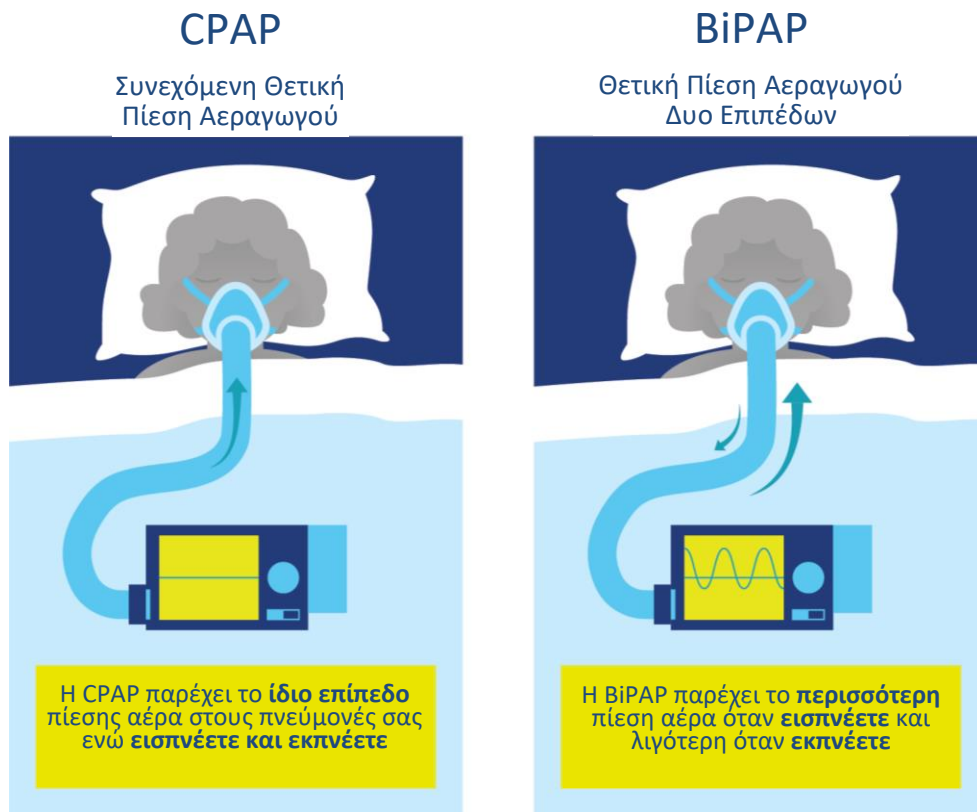 CPAP
Συνεχόμενη Θετική
Πίεση Αεραγωγού
Η CPAP παρέχει το ίδιο επίπεδο
πίεσης αέρα στους πνεύμονές σας
ενώ εισπνέετε και εκπνέετε
BiPAP
Θετική Πίεση Αεραγωγού
Δυο Επιπέδων
Η BiPAP παρέχει το περισσότερη
πίεση αέρα όταν εισπνέετε και
λιγότερη όταν εκπνέετε